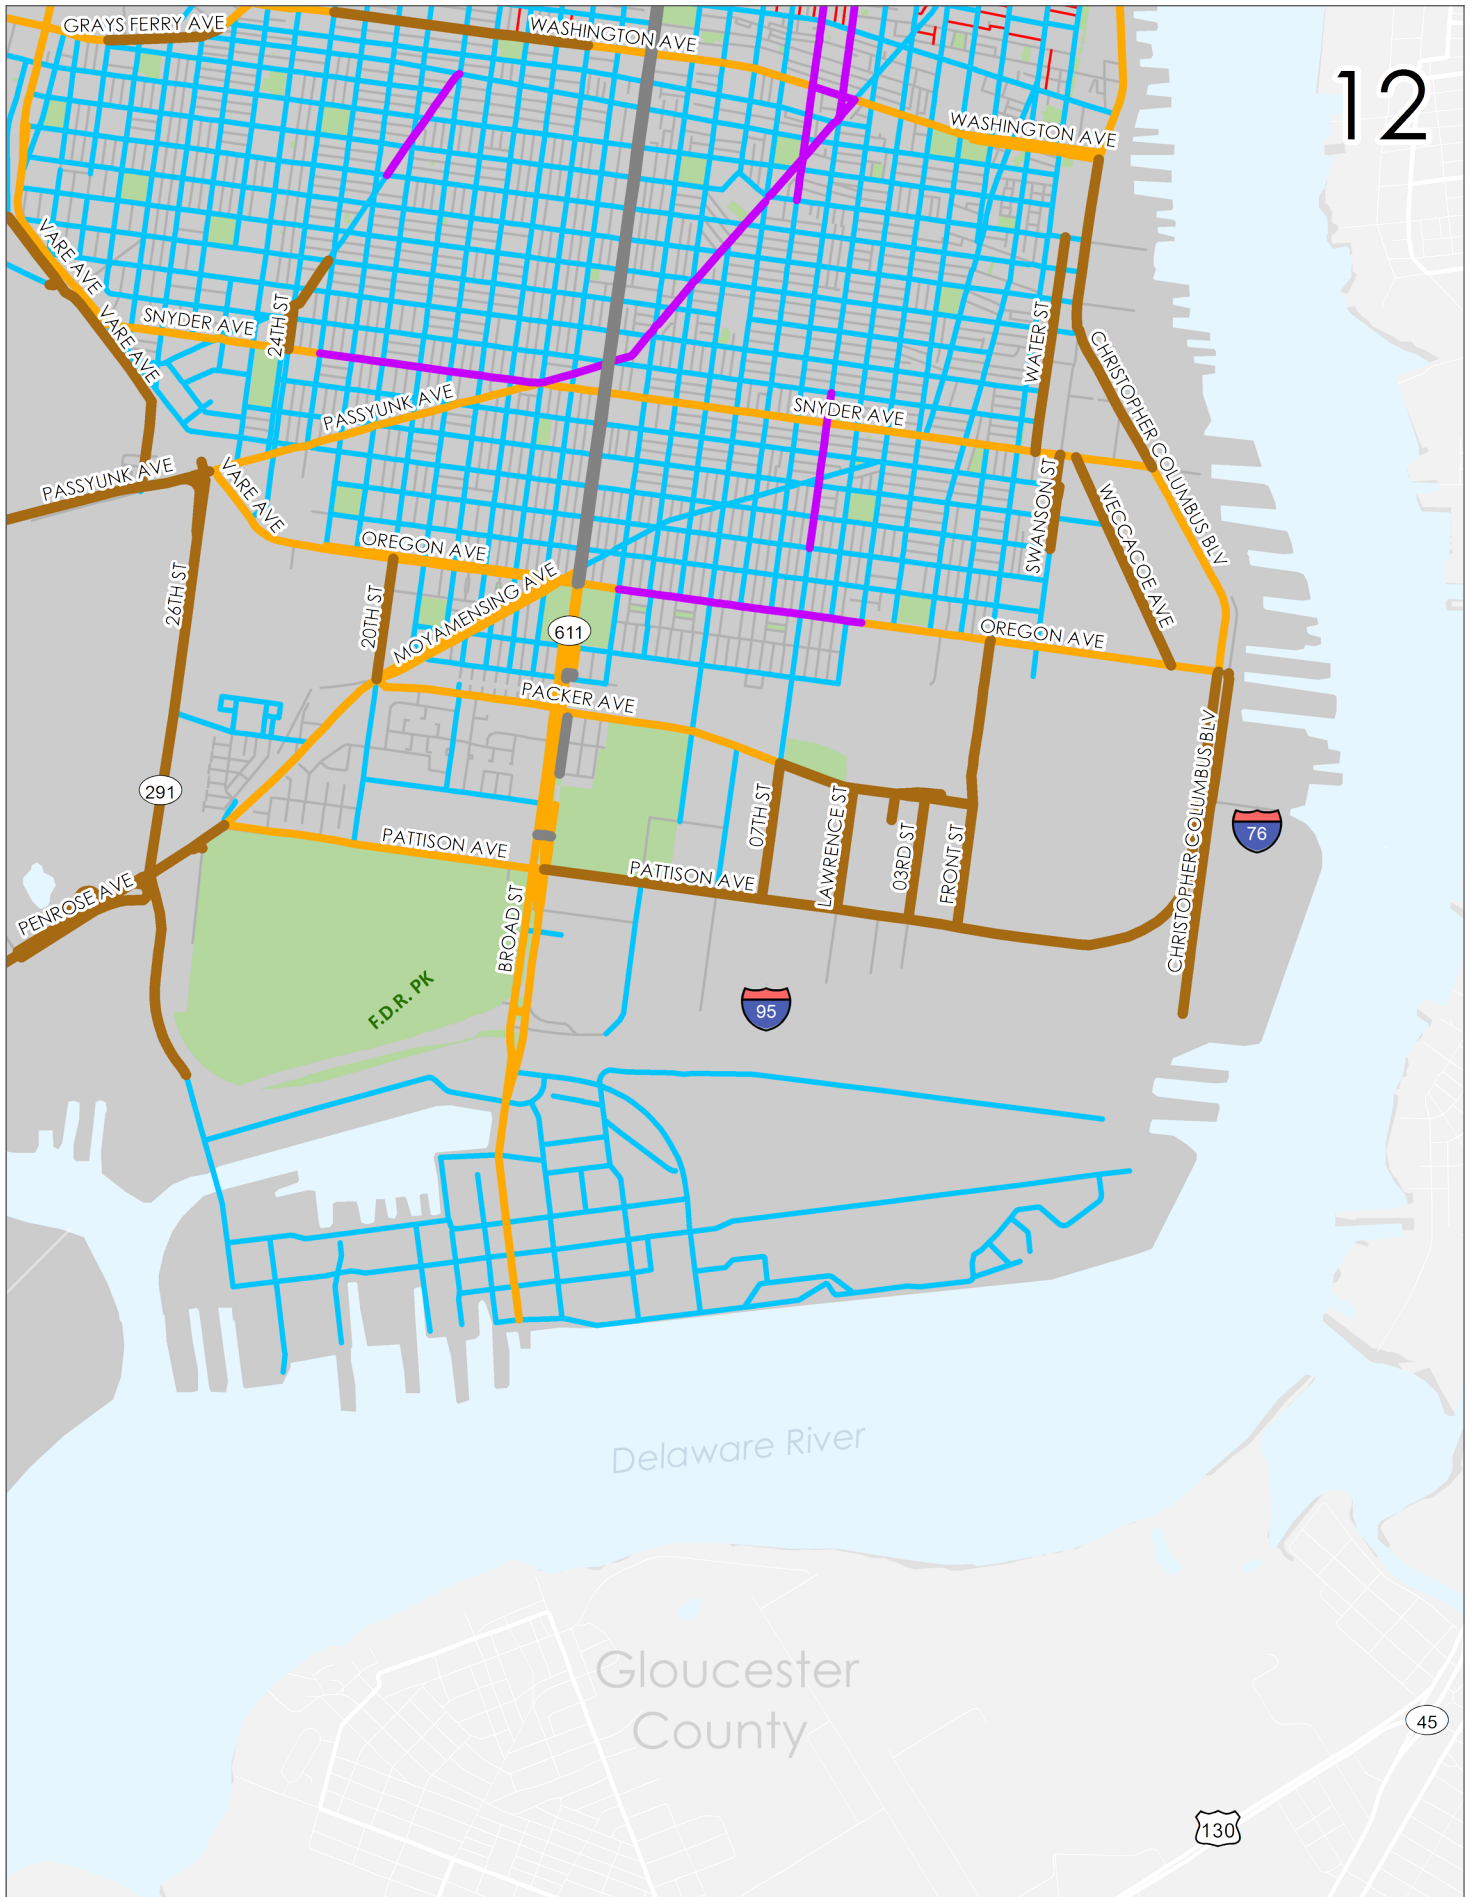 GRAYS FERRY AVE
WASHINGTON AVE
12
WASHINGTON AVE
VARE AVE
VARE AVE
SNYDER AVE
24TH ST
WATER ST
CHRISTOPHER COLUMBUS BLV
PASSYUNK AVE
SNYDER AVE
PASSYUNK AVE
VARE AVE
SWANSON ST
WECCACOE AVE
OREGON AVE
26TH ST
20TH ST
MOYAMENSING AVE
611
OREGON AVE
PACKER AVE
291
CHRISTOPHER COLUMBUS BLV
76
PATTISON AVE
07TH ST
LAWRENCE ST
03RD ST
FRONT ST
PATTISON AVE
PENROSE AVE
BROAD ST
F.D.R. PK
95
Delaware River
Gloucester
County
45
130